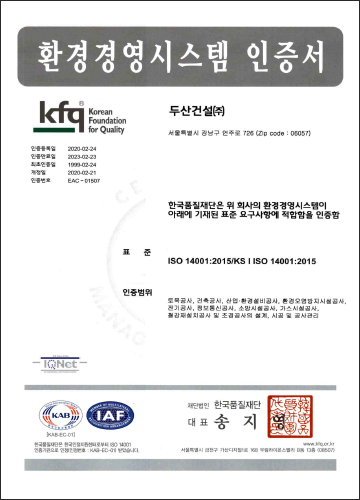 환경경영시스템 인증서
kfq®
Korean
Foundation
for Quality
두산건설㈜
서울특별시 강남구 언주로 726 (Zip code : 06057)
인증등록일 2020-02-24
인증만료일 2023-02-23
최초인증일 1999-02-24
개정일 2020-02-21
인증번호 EAC-01507
한국품질재단은 위 회사의 환경경영시스템이
아래에 기재된 표준 요구사항에 적합함을 인증함
표 준
ISO 14001:2015/KS I ISO 14001:2015
인증범위
토목공사, 건축공사, 산업·환경설비공사, 환경오염방지시설공사,
전기공사, 정보통신공사, 소방시설공사, 가스시설공사,
철강재설치공사 및 조경공사의 설계, 시공 및 공사관리
IQNet
KAB
[KAB-EC-01]
IAF
재단법인 한국품질재단
대표 송 지 영
한국품질재단은 한국인정지원센터로부터 ISO 14001
인증기관으로 인정(인정번호 : KAB-EC-01) 받았습니다.
www.kfq.or.kr
서울특별시 금천구 가산디지털1로 168 우림라이온스밸리 B동 (08507)